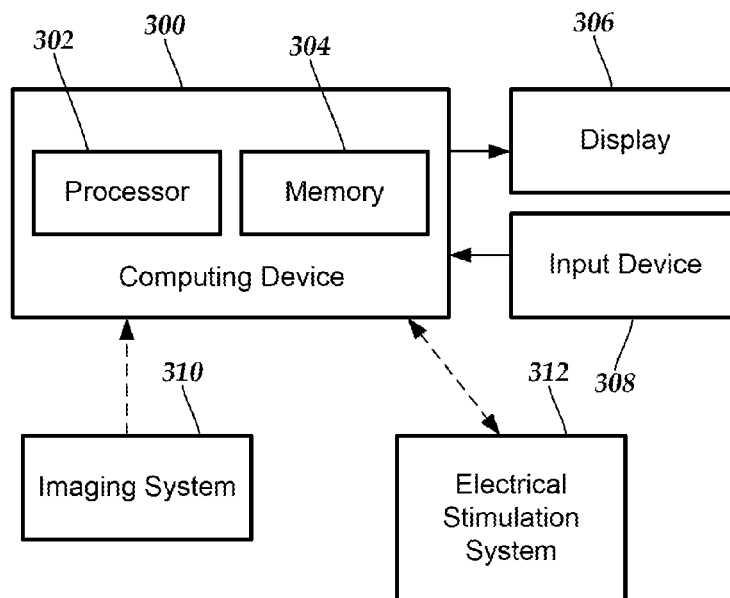 302
300
304
306
Processor
Memory
Computing Device
Display
Input Device
308
310
312
Imaging System
Electrical
Stimulation
System